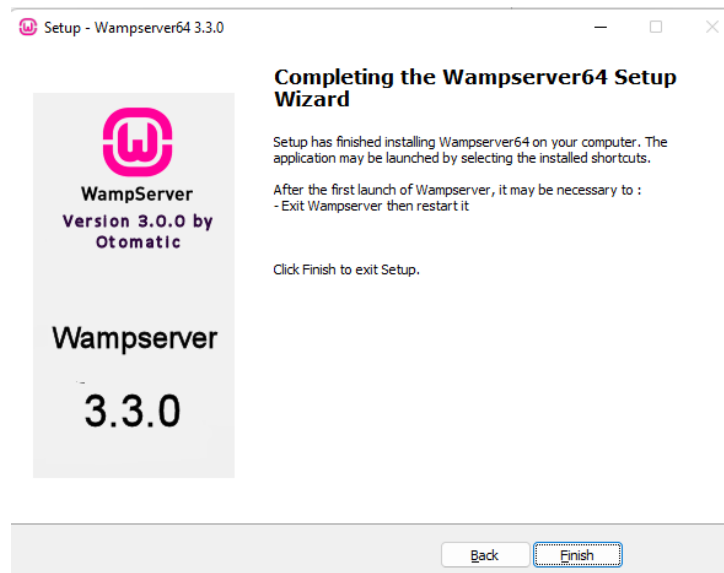 Setup - Wampserver64 3.3.0
Completing the Wampserver64 Setup
Wizard
Setup has finished installing Wampserver64 on your computer. The
application may be launched by selecting the installed shortcuts.
After the first launch of Wampserver, it may be necessary to :
- Exit Wampserver then restart it
Click Finish to exit Setup.
WampServer
Version 3.0.0 by
Otomatic
Wampserver
3.3.0
Back
Finish